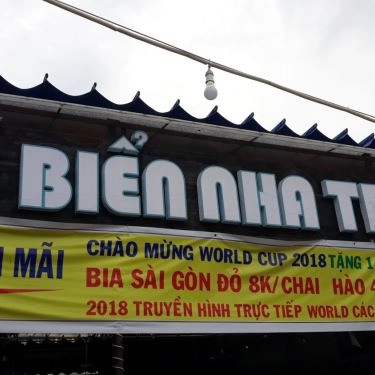 BIỂN NHA
MÃI
CHÀO MỪNG WORLD CUP 2018 TẶNG 1
BIA SÀI GÒN ĐỎ 8K/CHAI HÀO 4
2018 TRUYỀN HÌNH TRỰC TIẾP WORLD CÁC